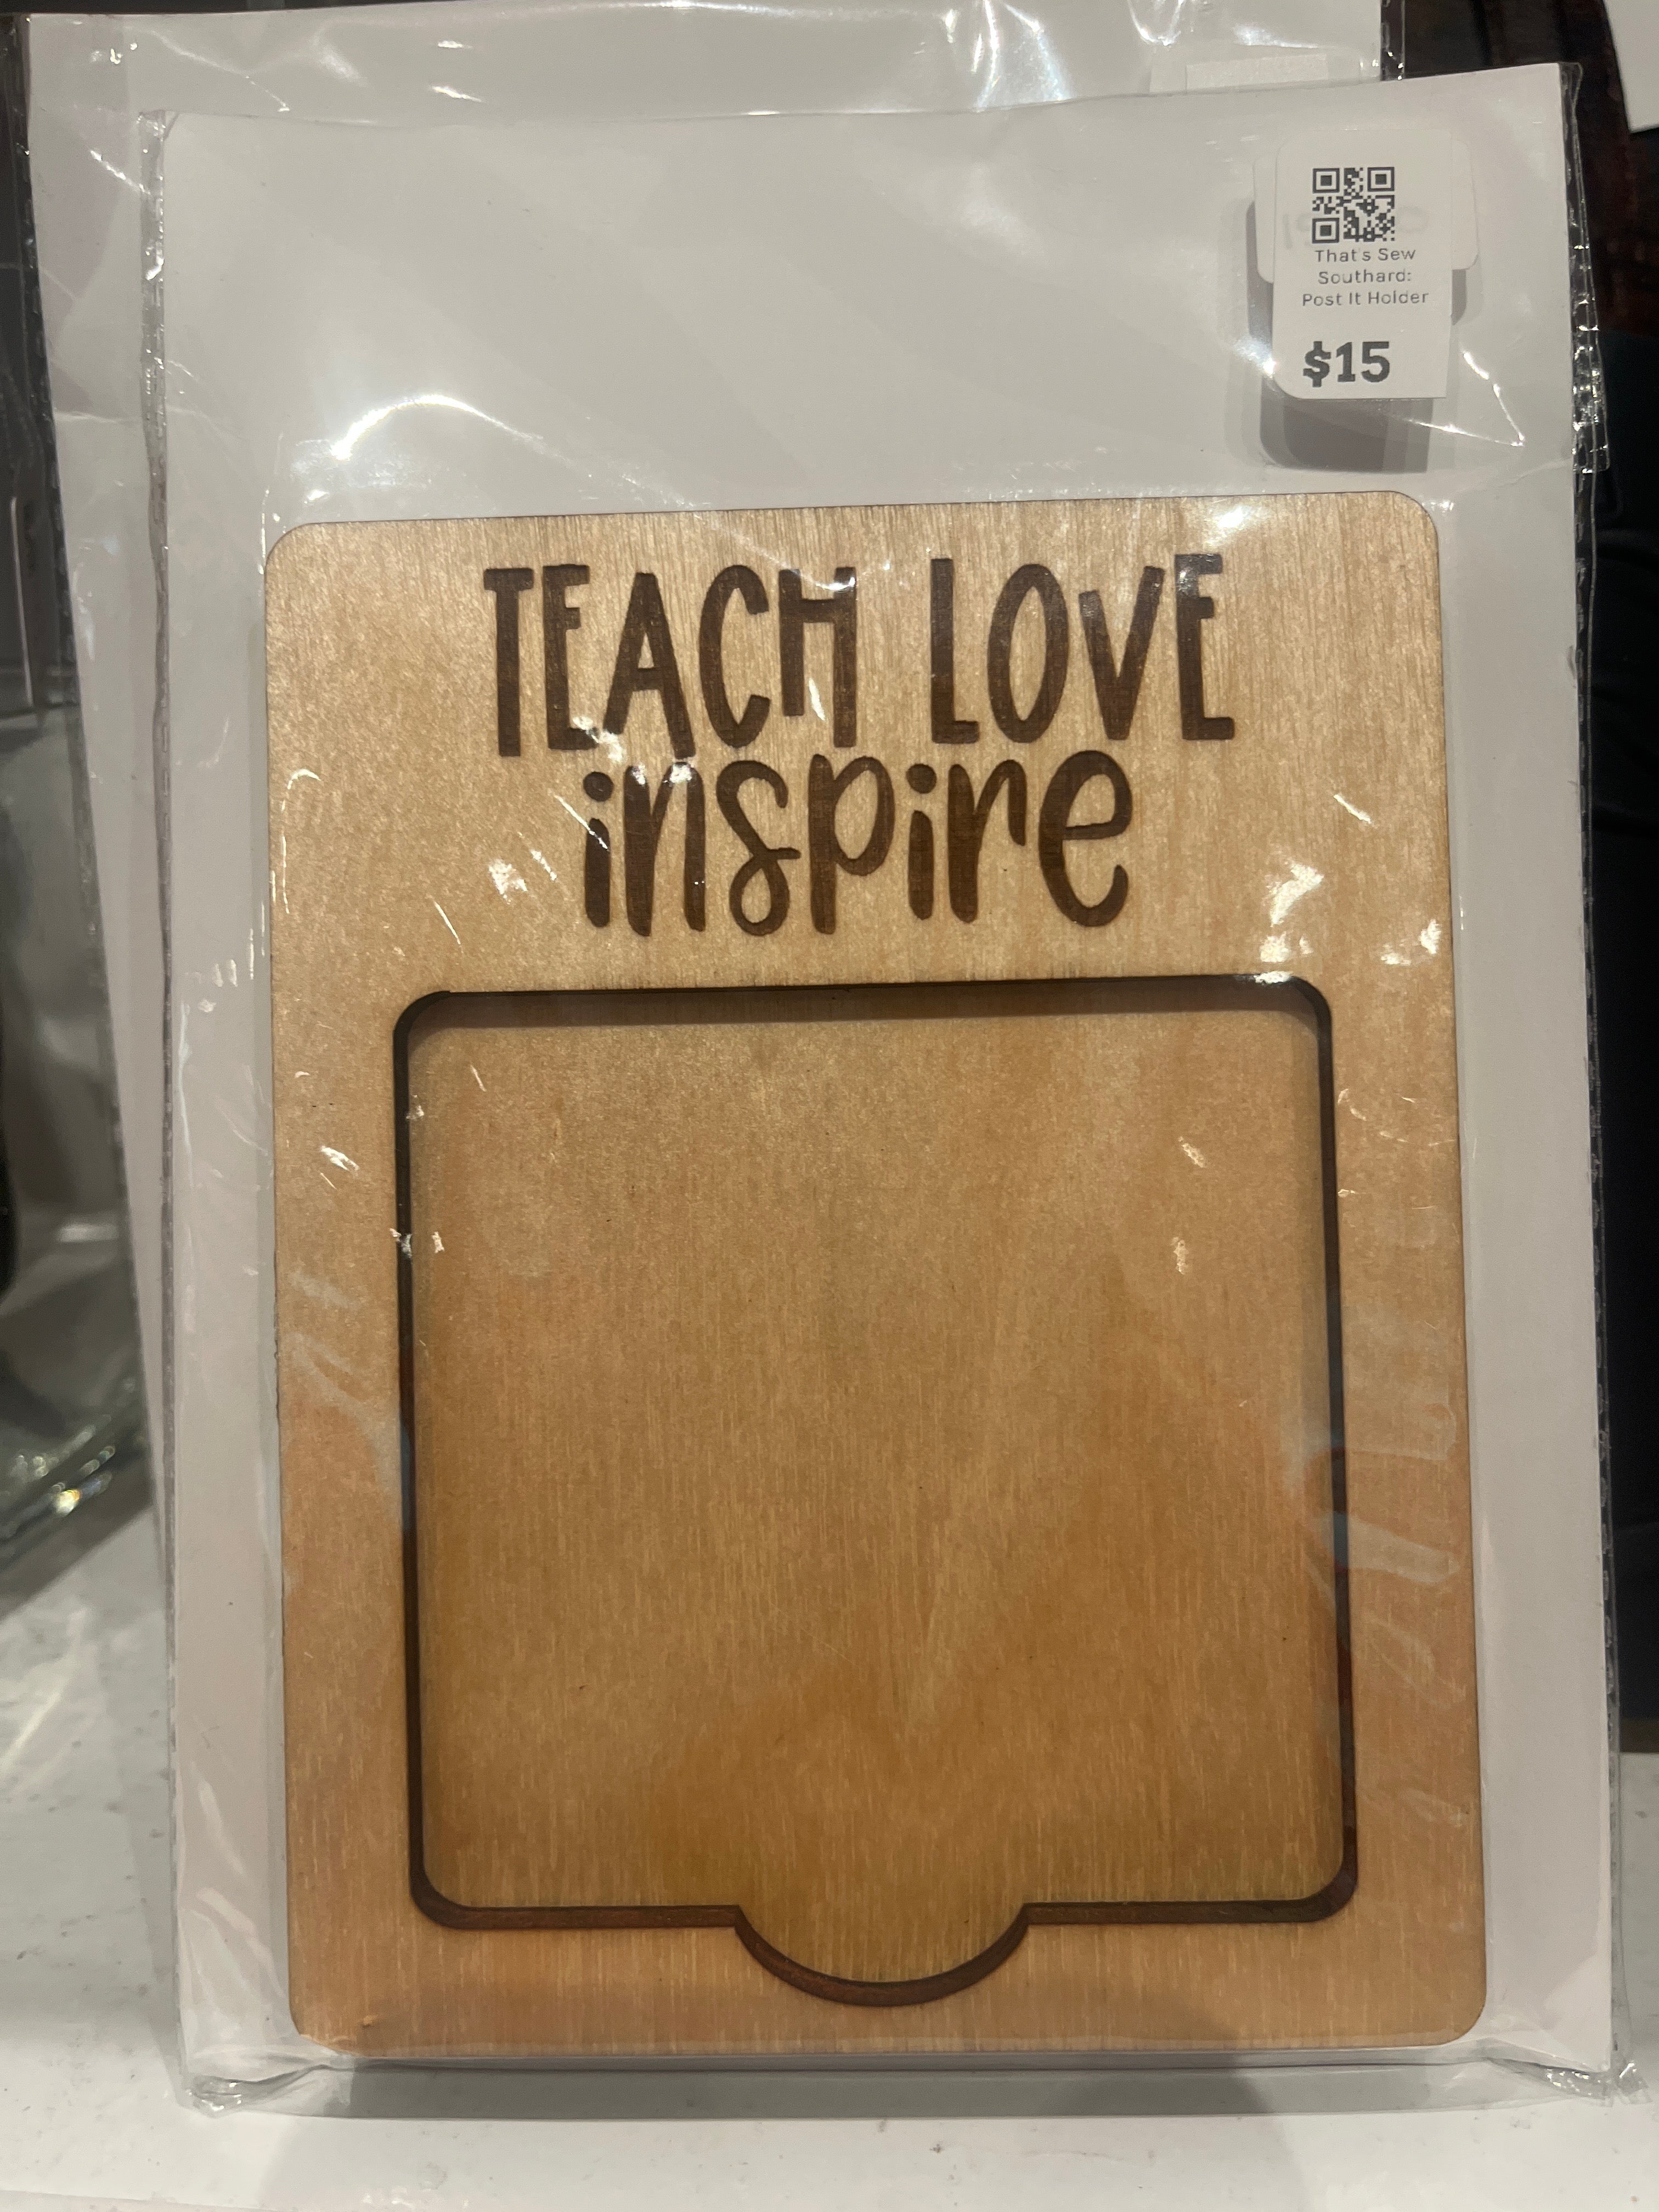 That's Sew
Southard:
Post It Holder
$15
TEACH LOVE
inspire